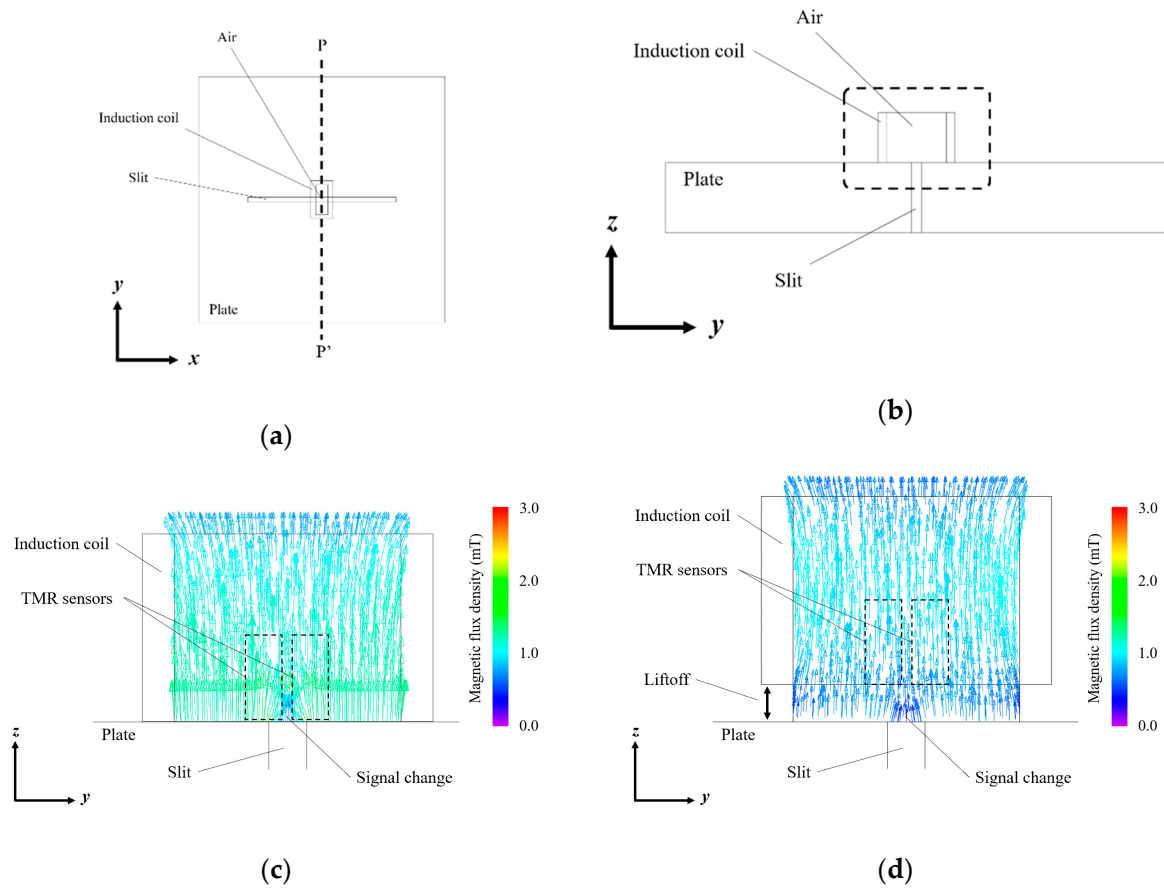 P
Air
Induction coil
Slit
Plate
y
x
P'
(a)
Air
Induction coil
Plate
Slit
z
y
(b)
Induction coil
TMR sensors
Plate
Slit
Signal change
z
y
3.0
2.0
1.0
0.0
Magnetic flux density (mT)
(c)
Induction coil
TMR sensors
Liftoff
Plate
Slit
Signal change
z
y
3.0
2.0
1.0
0.0
Magnetic flux density (mT)
(d)